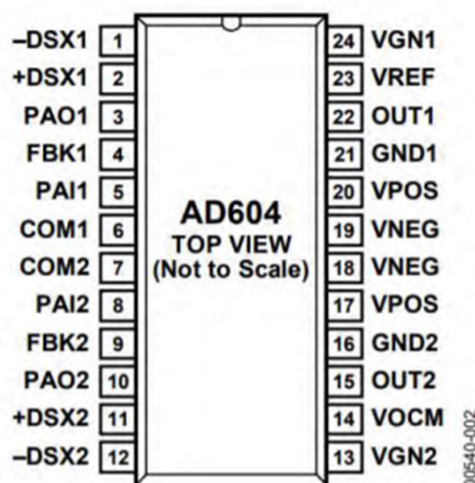 –DSX1 1 24 VGN1
+DSX1 2 23 VREF
PAO1 3 22 OUT1
FBK1 4 21 GND1
PAI1 5 20 VPOS
COM1 6 AD604 19 VNEG
TOP VIEW
COM2 7 (Not to Scale) 18 VNEG
PAI2 8 17 VPOS
FBK2 9 16 GND2
PAO2 10 15 OUT2
+DSX2 11 14 VOCM
–DSX2 12 13 VGN2
00540-002